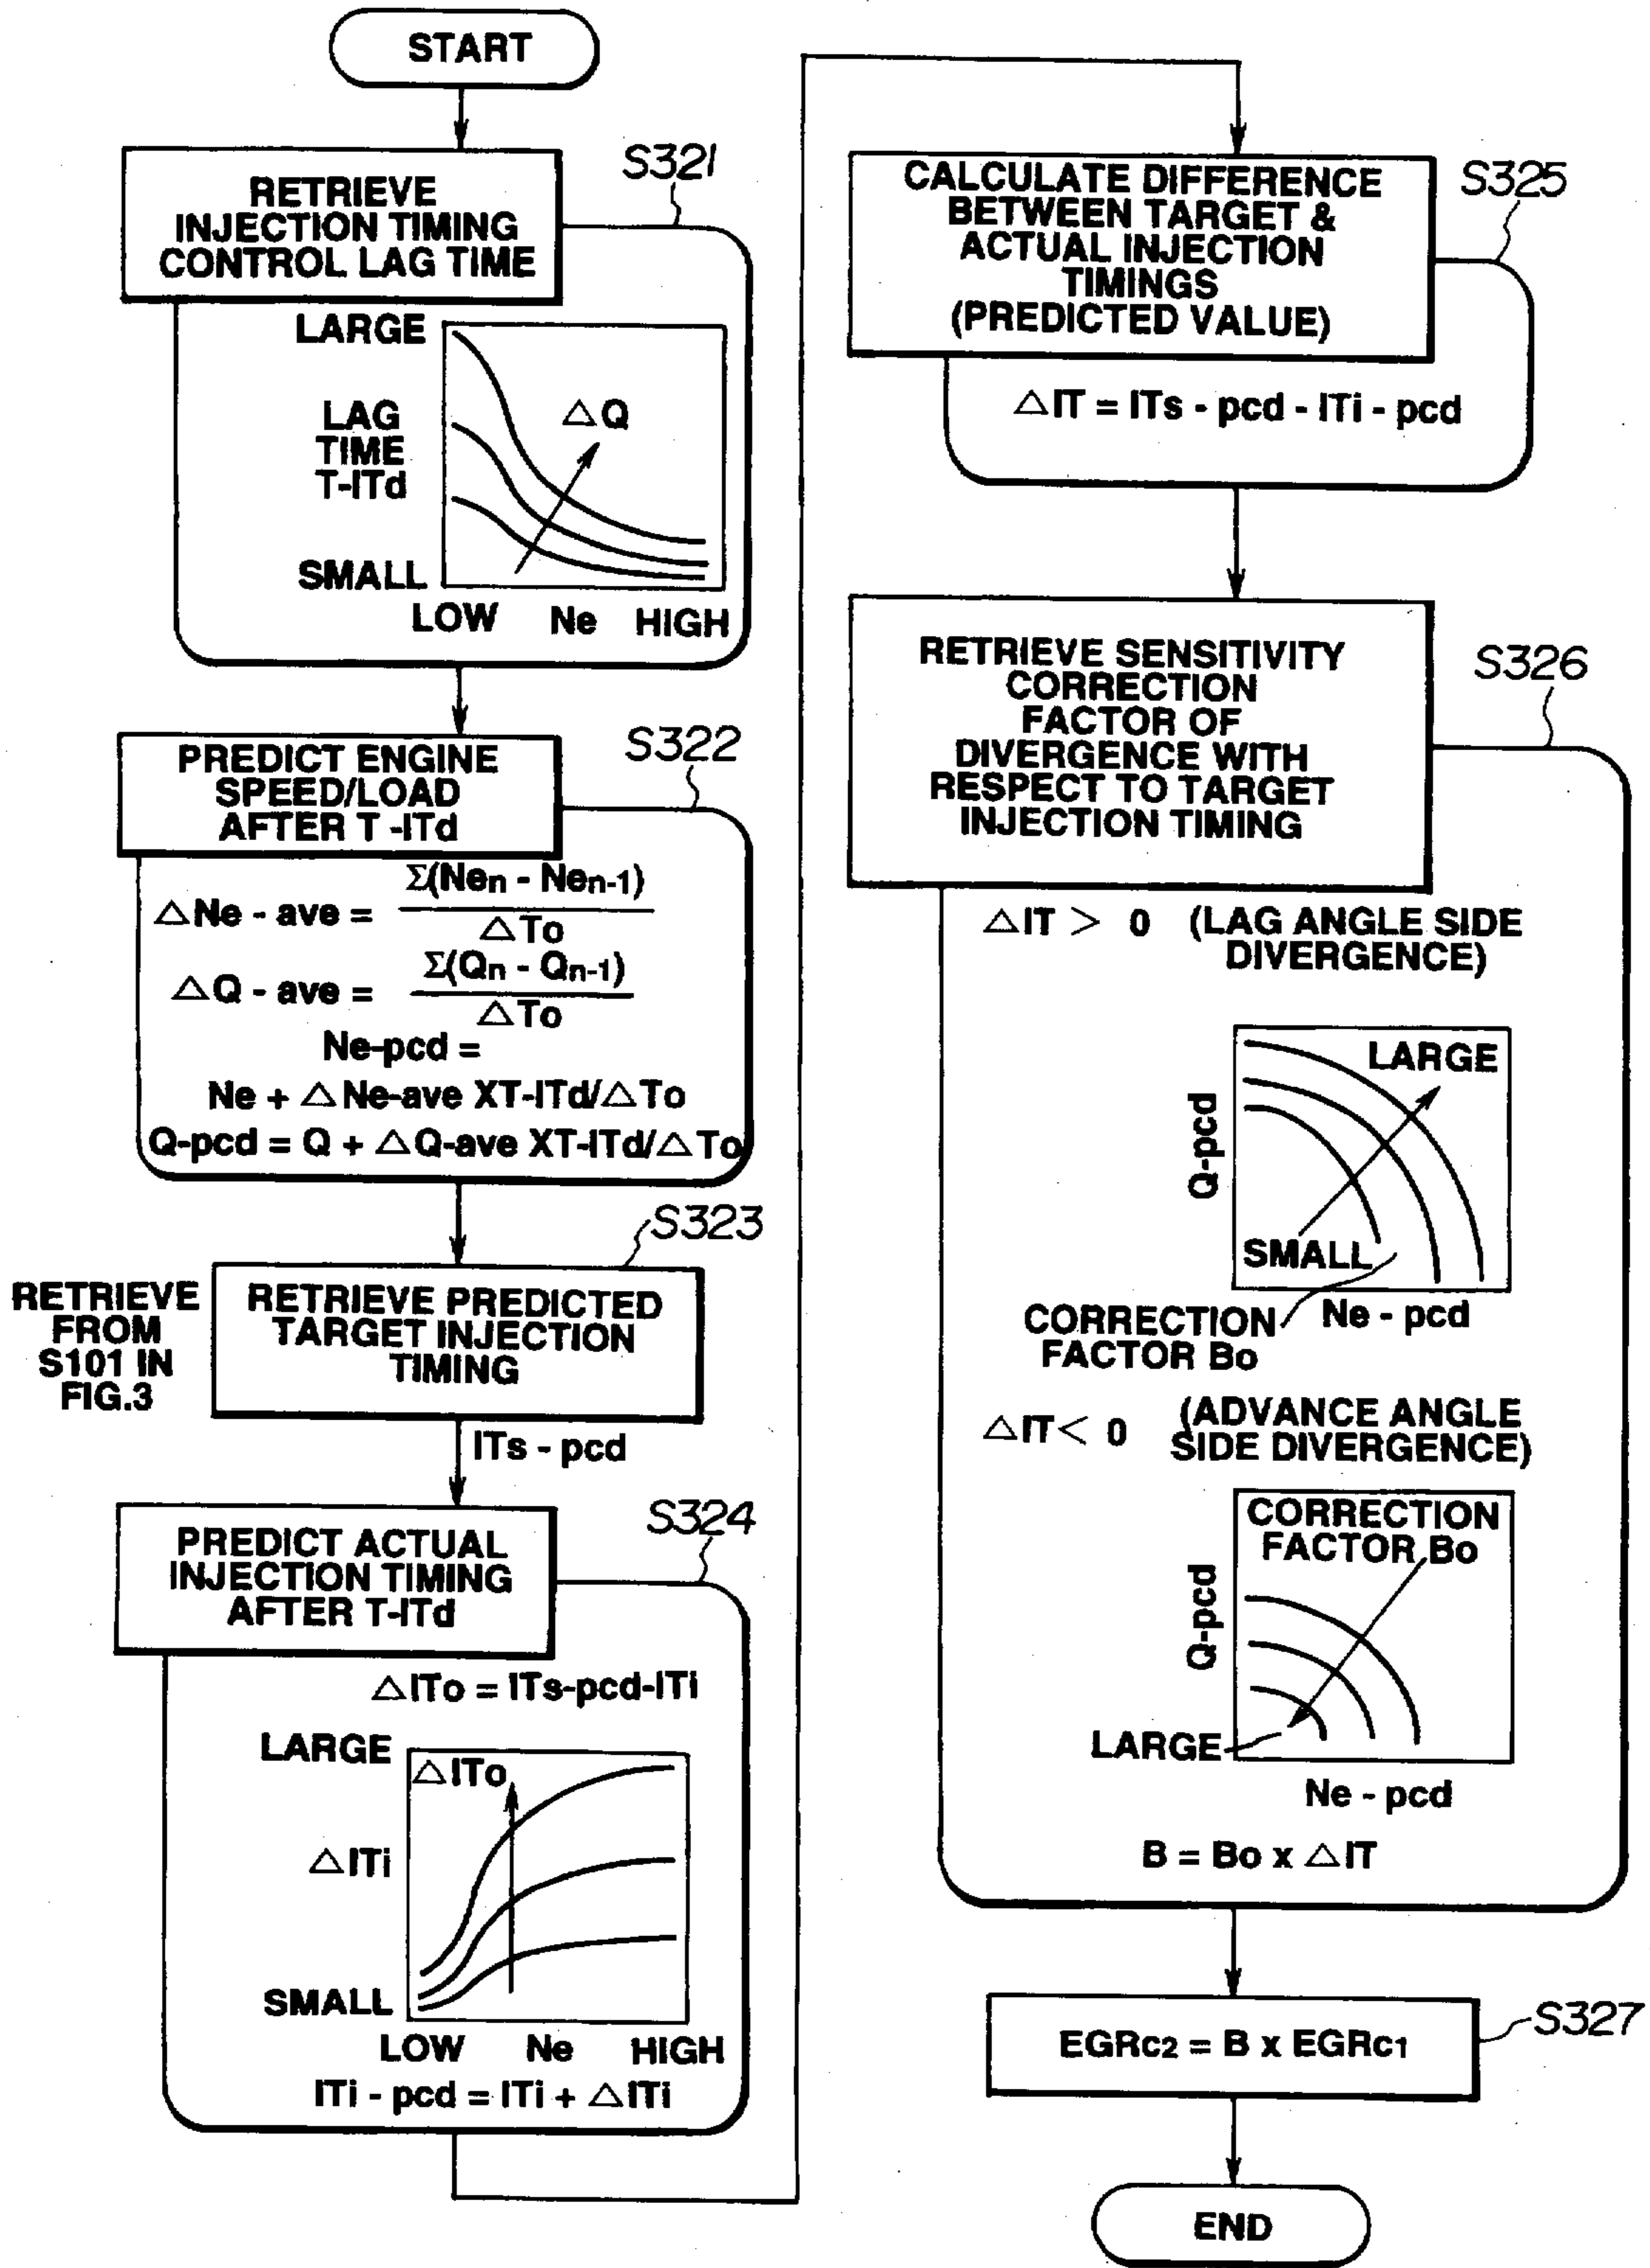 START
S321
RETRIEVE
INJECTION TIMING
CONTROL LAG TIME
LARGE
LAG
TIME
T-ITd
△Q
SMALL
LOW Ne HIGH
S322
PREDICT ENGINE
SPEED/LOAD
AFTER T -ITd
△Ne - ave = Σ(Nen - Nen-1)
△To
△Q - ave = Σ(Qn - Qn-1)
△To
Ne-pcd =
Ne + △Ne-ave XT-ITd/△To
Q-pcd = Q + △Q-ave XT-ITd/△To
S323
RETRIEVE
FROM
S101 IN
FIG.3
RETRIEVE PREDICTED
TARGET INJECTION
TIMING
ITs - pcd
S324
PREDICT ACTUAL
INJECTION TIMING
AFTER T-ITd
△ITo = ITs-pcd-ITi
LARGE
△ITo
△ITi
SMALL
LOW Ne HIGH
ITi - pcd = ITi + △ITi
S325
CALCULATE DIFFERENCE
BETWEEN TARGET &
ACTUAL INJECTION
TIMINGS
(PREDICTED VALUE)
△IT = ITs - pcd - ITi - pcd
S326
RETRIEVE SENSITIVITY
CORRECTION
FACTOR OF
DIVERGENCE WITH
RESPECT TO TARGET
INJECTION TIMING
△IT > 0 (LAG ANGLE SIDE
DIVERGENCE)
LARGE
Q-pcd
SMALL
Ne - pcd
CORRECTION
FACTOR Bo
△IT < 0 (ADVANCE ANGLE
SIDE DIVERGENCE)
CORRECTION
FACTOR Bo
Q-pcd
LARGE
Ne - pcd
B = Bo x △IT
S327
EGRc2 = B x EGRc1
END